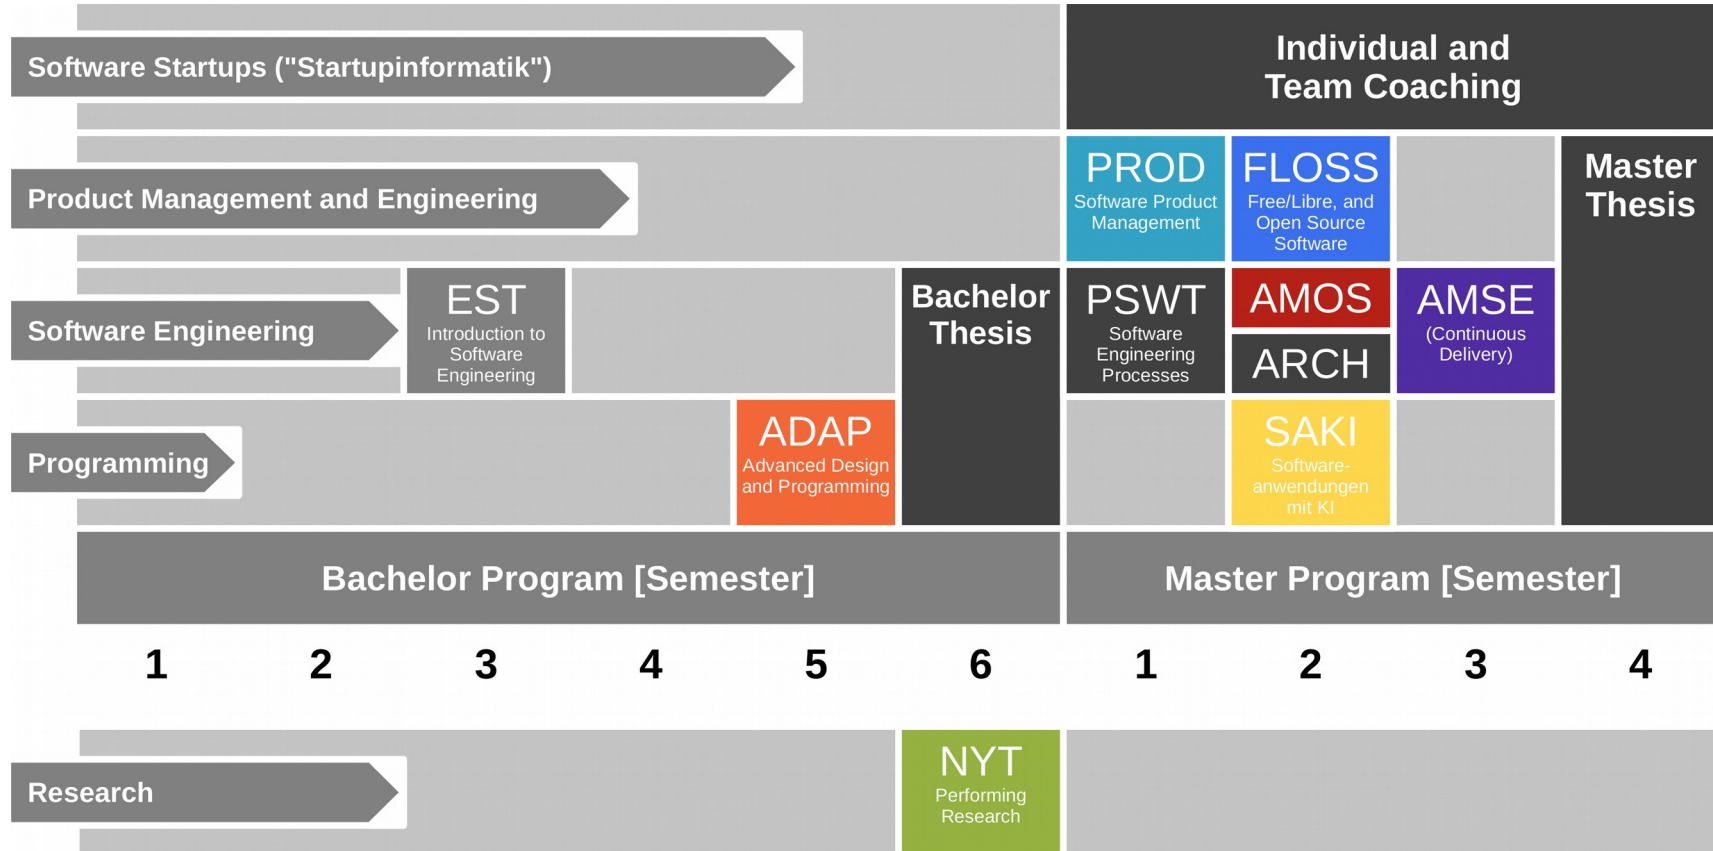 Software Startups ("Startupinformatik")
Individual and
Team Coaching
Product Management and Engineering
PROD
Software Product
Management
FLOSS
Free/Libre, and
Open Source
Software
Master
Thesis
Software Engineering
EST
Introduction to
Software
Engineering
Bachelor
Thesis
PSWT
Software
Engineering
Processes
AMOS
ARCH
AMSE
(Continuous
Delivery)
Programming
ADAP
Advanced Design
and Programming
SAKI
Software-
anwendungen
mit KI
Bachelor Program [Semester]
Master Program [Semester]
1 2 3 4 5 6 1 2 3 4
Research
NYT
Performing
Research